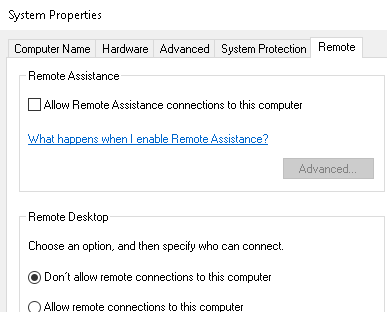 System Properties
Computer Name Hardware Advanced System Protection Remote
Remote Assistance
Allow Remote Assistance connections to this computer
What happens when I enable Remote Assistance?
Advanced...
Remote Desktop
Choose an option, and then specify who can connect.
Don't allow remote connections to this computer
Allow remote connections to this computer